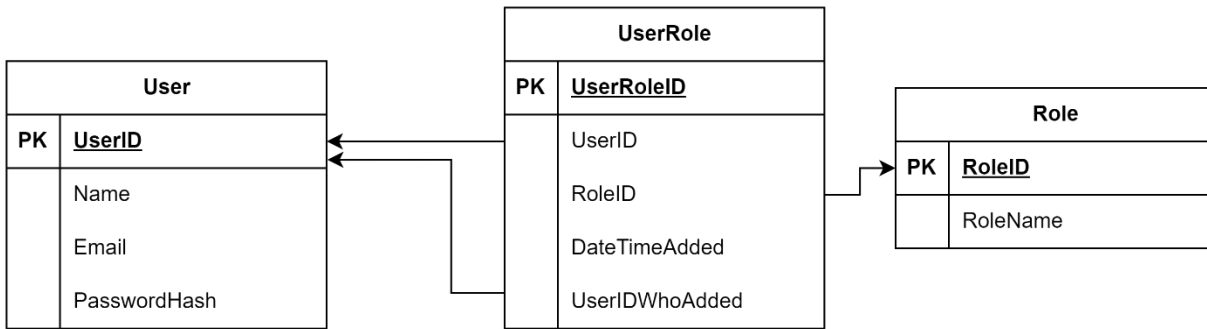 User
PK UserID
Name
Email
PasswordHash
UserRole
PK UserRoleID
UserID
RoleID
DateTimeAdded
UserIDWhoAdded
Role
PK RoleID
RoleName